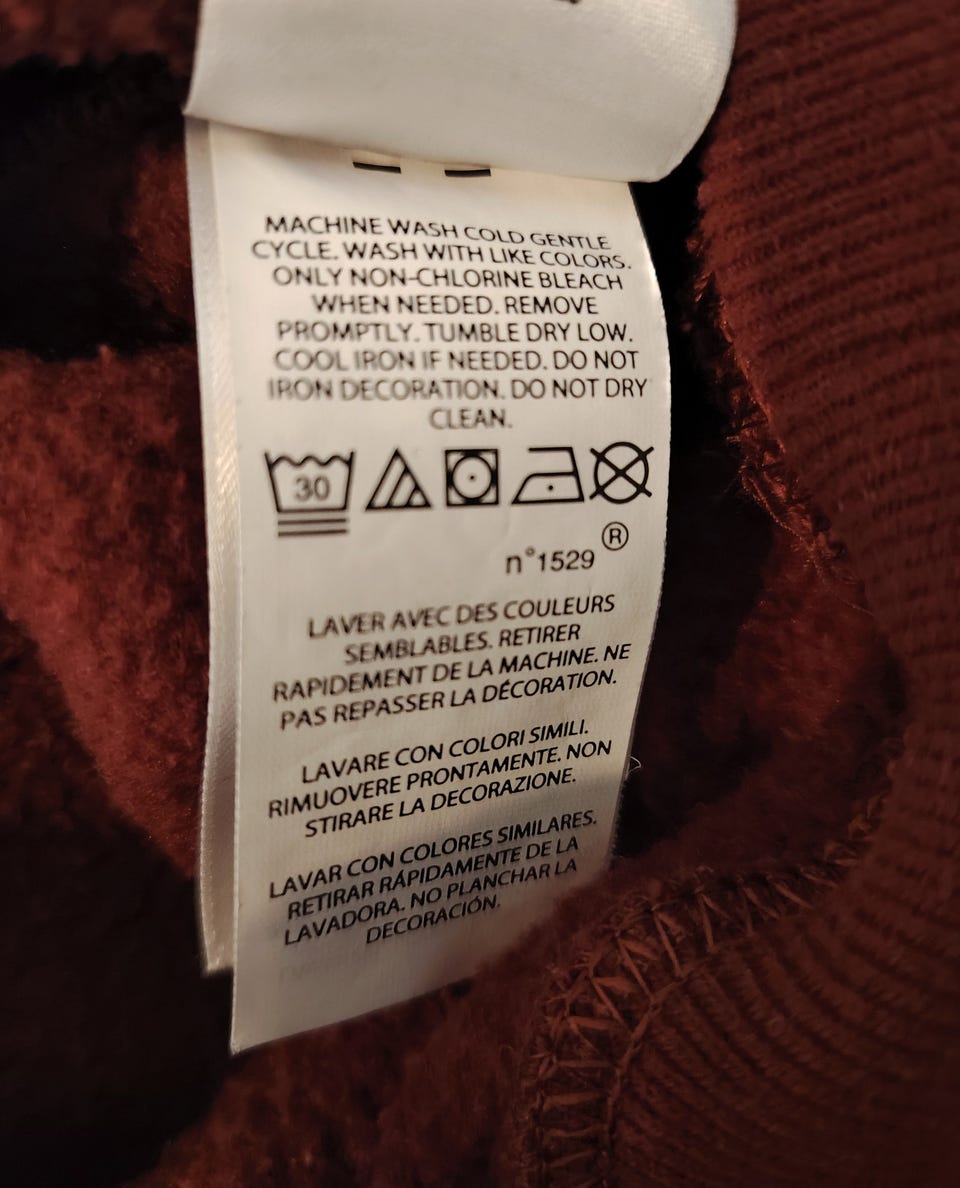 MACHINE WASH COLD GENTLE
CYCLE. WASH WITH LIKE COLORS.
ONLY NON-CHLORINE BLEACH
WHEN NEEDED. REMOVE
PROMPTLY. TUMBLE DRY LOW.
COOL IRON IF NEEDED. DO NOT
IRON DECORATION. DO NOT DRY
CLEAN.
30
®
n°1529
LAVER AVEC DES COULEURS
SEMBLABLES. RETIRER
RAPIDEMENT DE LA MACHINE. NE
PAS REPASSER LA DÉCORATION.
LAVARE CON COLORI SIMILI.
RIMUOVERE PRONTAMENTE. NON
STIRARE LA DECORAZIONE.
LAVAR CON COLORES SIMILARES.
RETIRAR RÁPIDAMENTE DE LA
LAVADORA. NO PLANCHAR LA
DECORACIÓN.